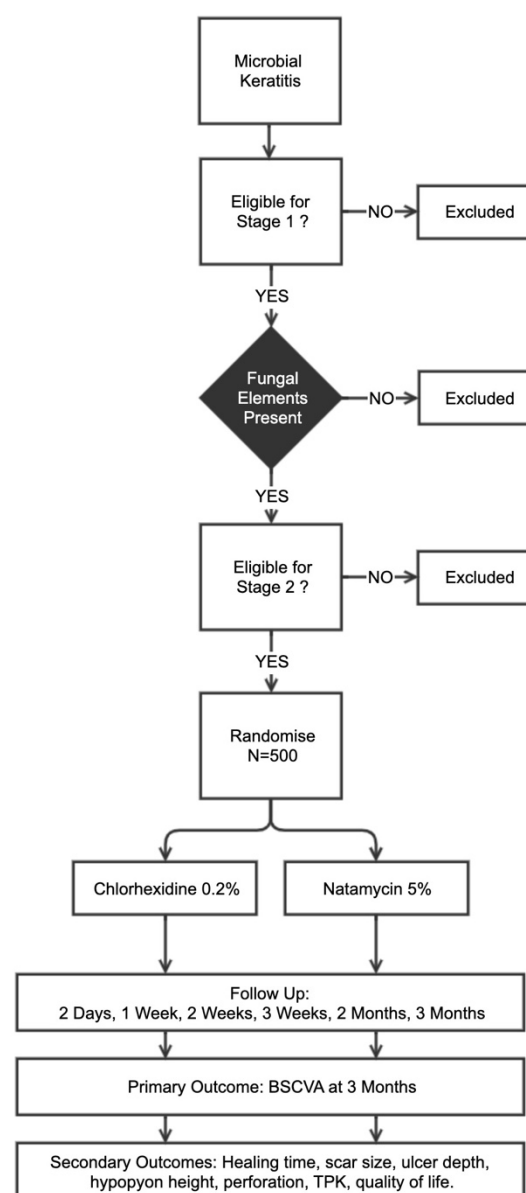 Microbial
Keratitis
Eligible for
Stage 1 ?
NO
Excluded
YES
Fungal
Elements
Present
NO
Excluded
YES
Eligible for
Stage 2 ?
NO
Excluded
YES
Randomise
N=500
Chlorhexidine 0.2%
Natamycin 5%
Follow Up:
2 Days, 1 Week, 2 Weeks, 3 Weeks, 2 Months, 3 Months
Primary Outcome: BSCVA at 3 Months
Secondary Outcomes: Healing time, scar size, ulcer depth,
hypopyon height, perforation, TPK, quality of life.